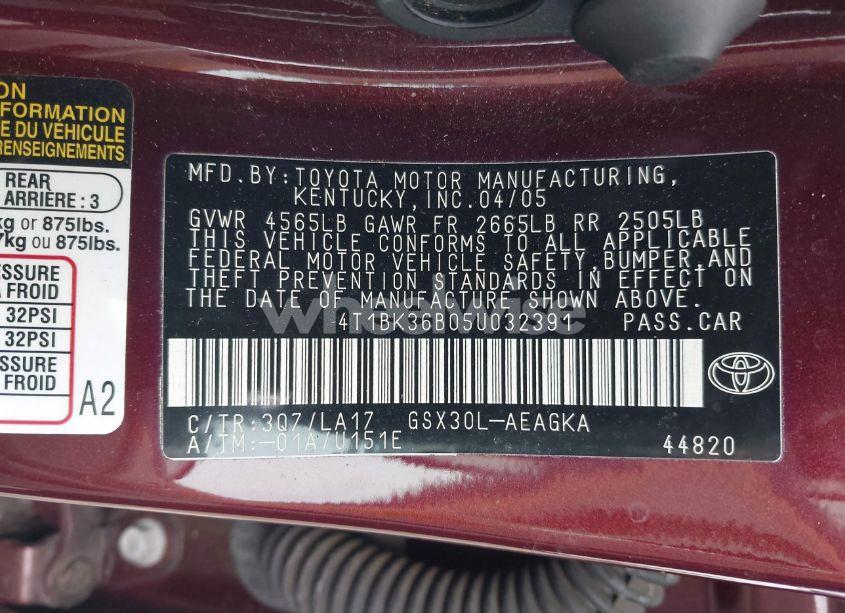 ON
FORMATION
E DU VÉHICULE
RENSEIGNEMENTS
REAR
ARRIÈRE : 3
kg or 875lbs.
7kg ou 875lbs.
ESSURE
A FROID
32PSI
32PSI
ESSURE
FROID
A2
MFD.BY:TOYOTA MOTOR MANUFACTURING,
KENTUCKY,INC.04/05
GVWR 4565LB GAWR FR 2665LB RR 2505LB
THIS VEHICLE CONFORMS TO ALL APPLICABLE
FEDERAL MOTOR VEHICLE SAFETY,BUMPER,AND
THEFT PREVENTION STANDARDS IN EFFECT ON
THE DATE OF MANUFACTURE SHOWN ABOVE.
4T1BK36B05U032391 PASS.CAR
C/TR:3Q7/LA17 GSX30L-AEAGKA
A/TM:-01A/U151E 44820